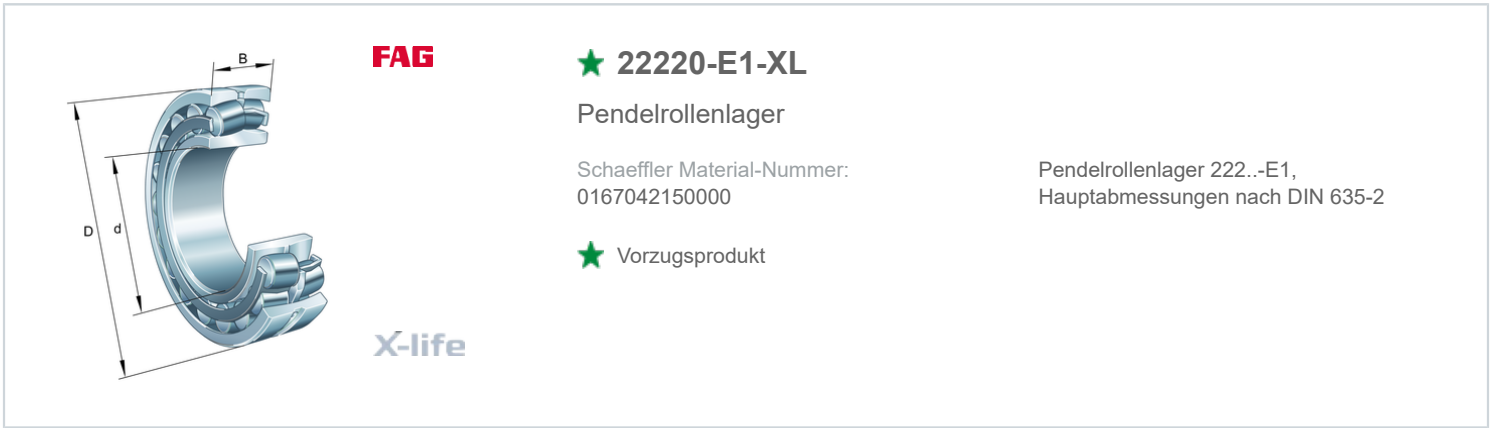 B
D
d
FAG
X-life
22220-E1-XL
Pendelrollenlager
Schaeffler Material-Nummer:
0167042150000
Vorzugsprodukt
Pendelrollenlager 222..-E1,
Hauptabmessungen nach DIN 635-2